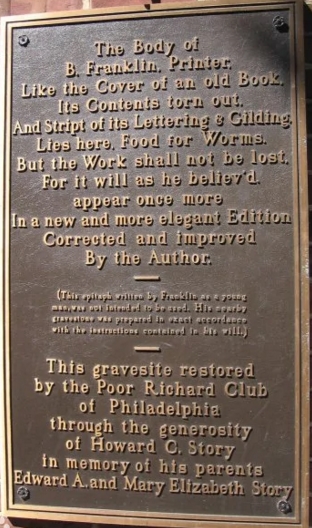 The Body of
B. Franklin, Printer,
Like the Cover of an old Book,
Its Contents torn out,
And Stript of its Lettering & Gilding,
Lies here, Food for Worms.
But the Work shall not be lost,
For it will as he believ'd
appear once more
In a new and more elegant Edition
Corrected and improved
By the Author.
(This epitaph written by Franklin as a young
man, was not intended to be used. His nearby
gravestone was prepared in exact accordance
with the instructions contained in his will.)
This gravesite restored
by the Poor Richard Club
of Philadelphia
through the generosity
of Howard C. Story
in memory of his parents
Edward A. and Mary Elizabeth Story